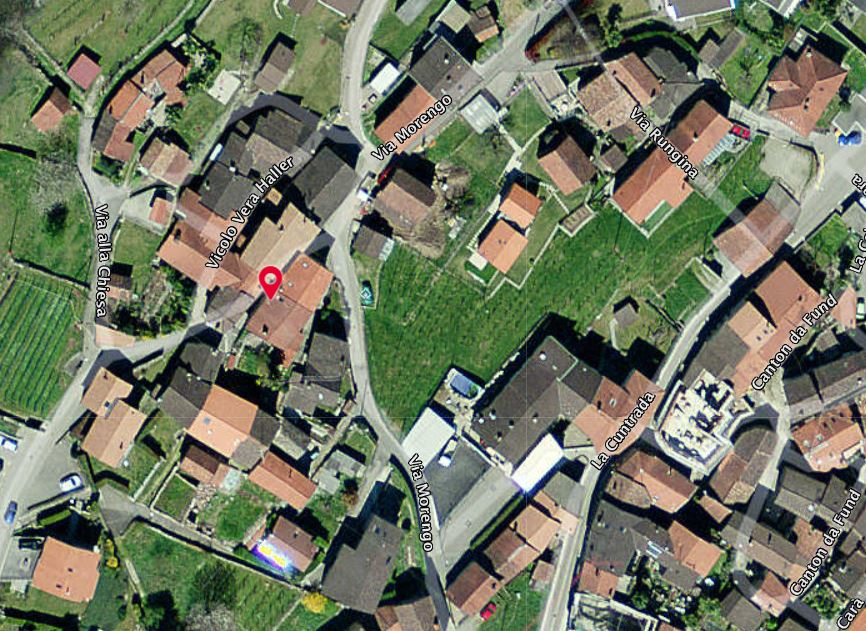 Via Morengo
Via Rungina
Vicolo Vera Haller
Via alla Chiesa
Canton da Fund
La Cuntrada
Via Morengo
Canton da Fund
Cara